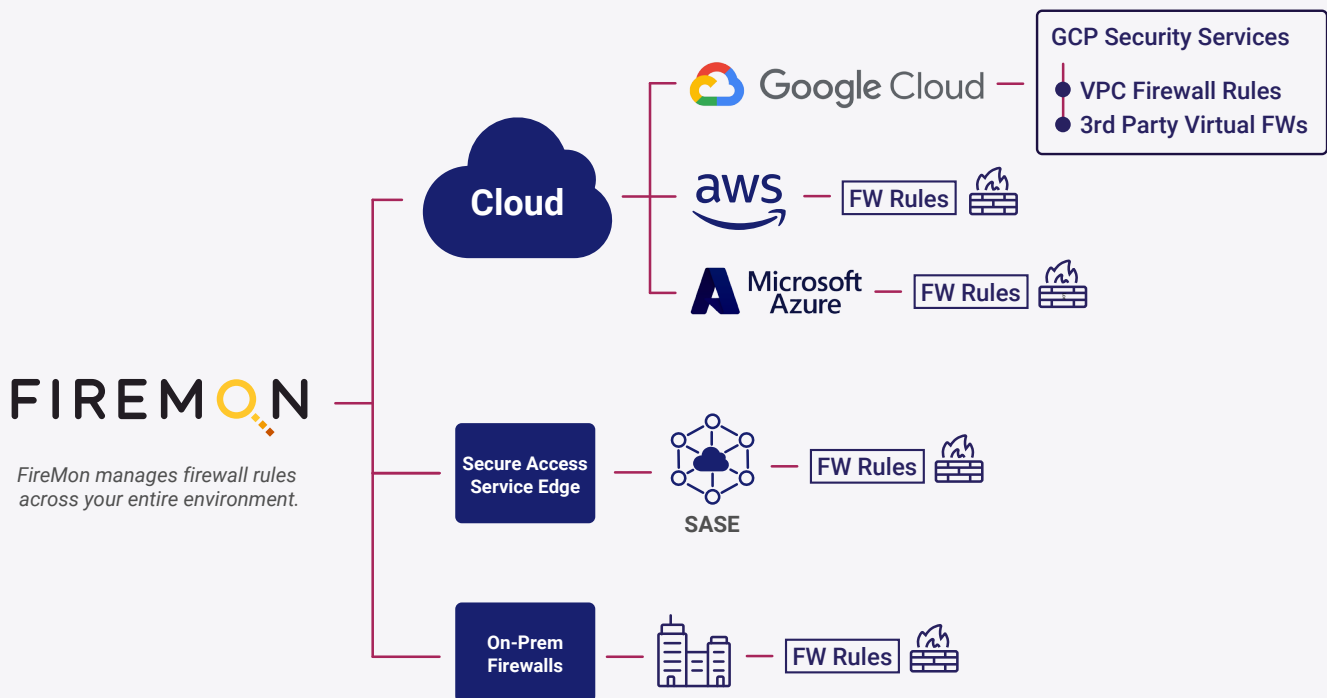 GCP Security Services
Google Cloud
VPC Firewall Rules
3rd Party Virtual FWs
Cloud
aws
FW Rules
Microsoft
Azure
FW Rules
FIREMON
FireMon manages firewall rules
across your entire environment.
Secure Access
Service Edge
SASE
FW Rules
On-Prem
Firewalls
FW Rules